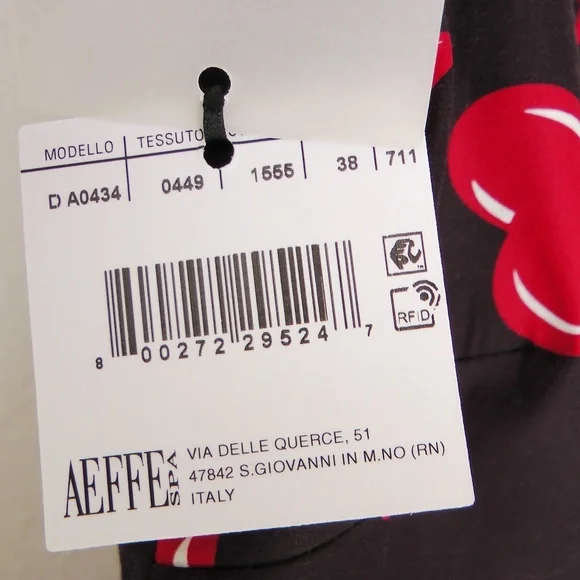 MODELLO TESSUTO
D A0434 0449 1555 38 711
RFID
8 00272 29524 7
AEFFE SPA
VIA DELLE QUERCE, 51
47842 S.GIOVANNI IN M.NO (RN)
ITALY